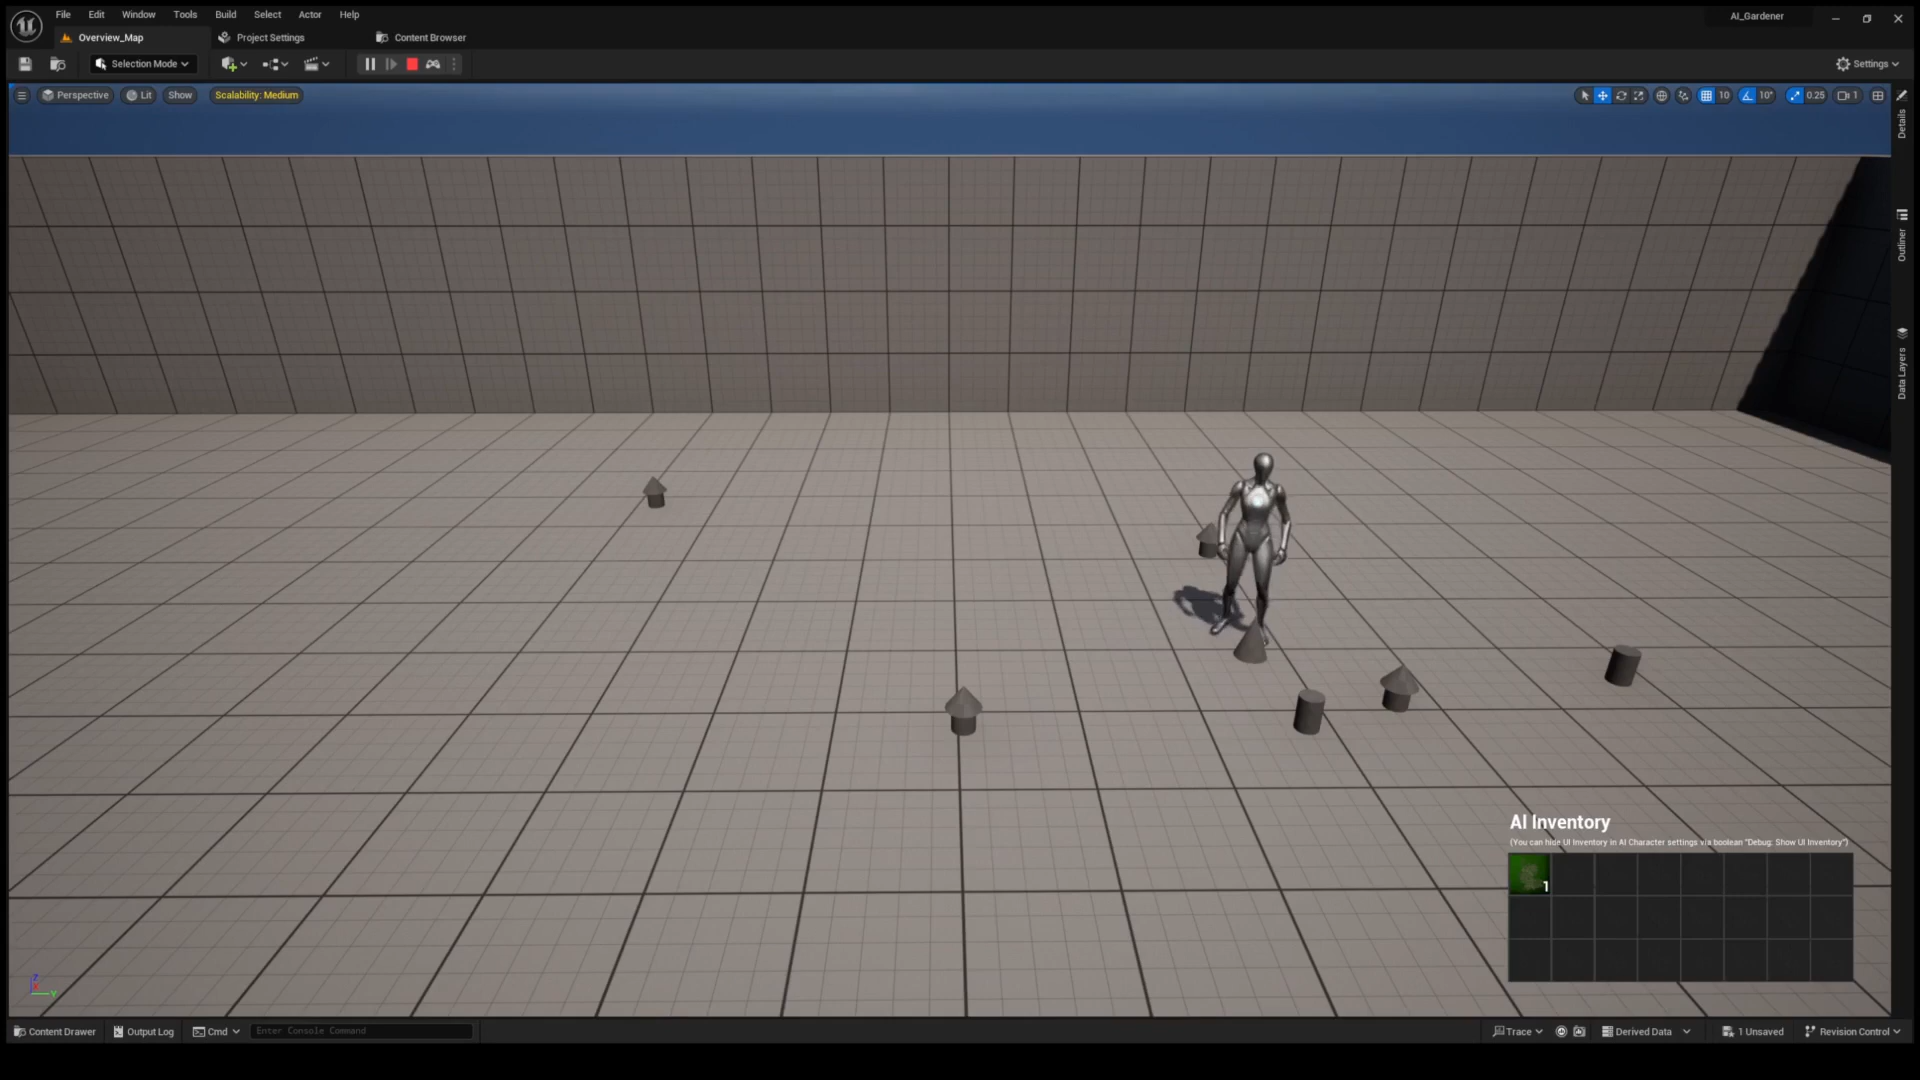 File Edit Window Tools Build Select Actor Help
AI_Gardener
Overview_Map Project Settings Content Browser
Selection Mode
Settings
Perspective Lit Show Scalability: Medium
10 10° 0.25 1
Details
Outliner
Data Layers
AI Inventory
(You can hide UI Inventory in AI Character settings via boolean "Debug: Show UI Inventory")
1
Z
X
Y
Content Drawer Output Log Cmd Enter Console Command
Trace Derived Data 1 Unsaved Revision Control